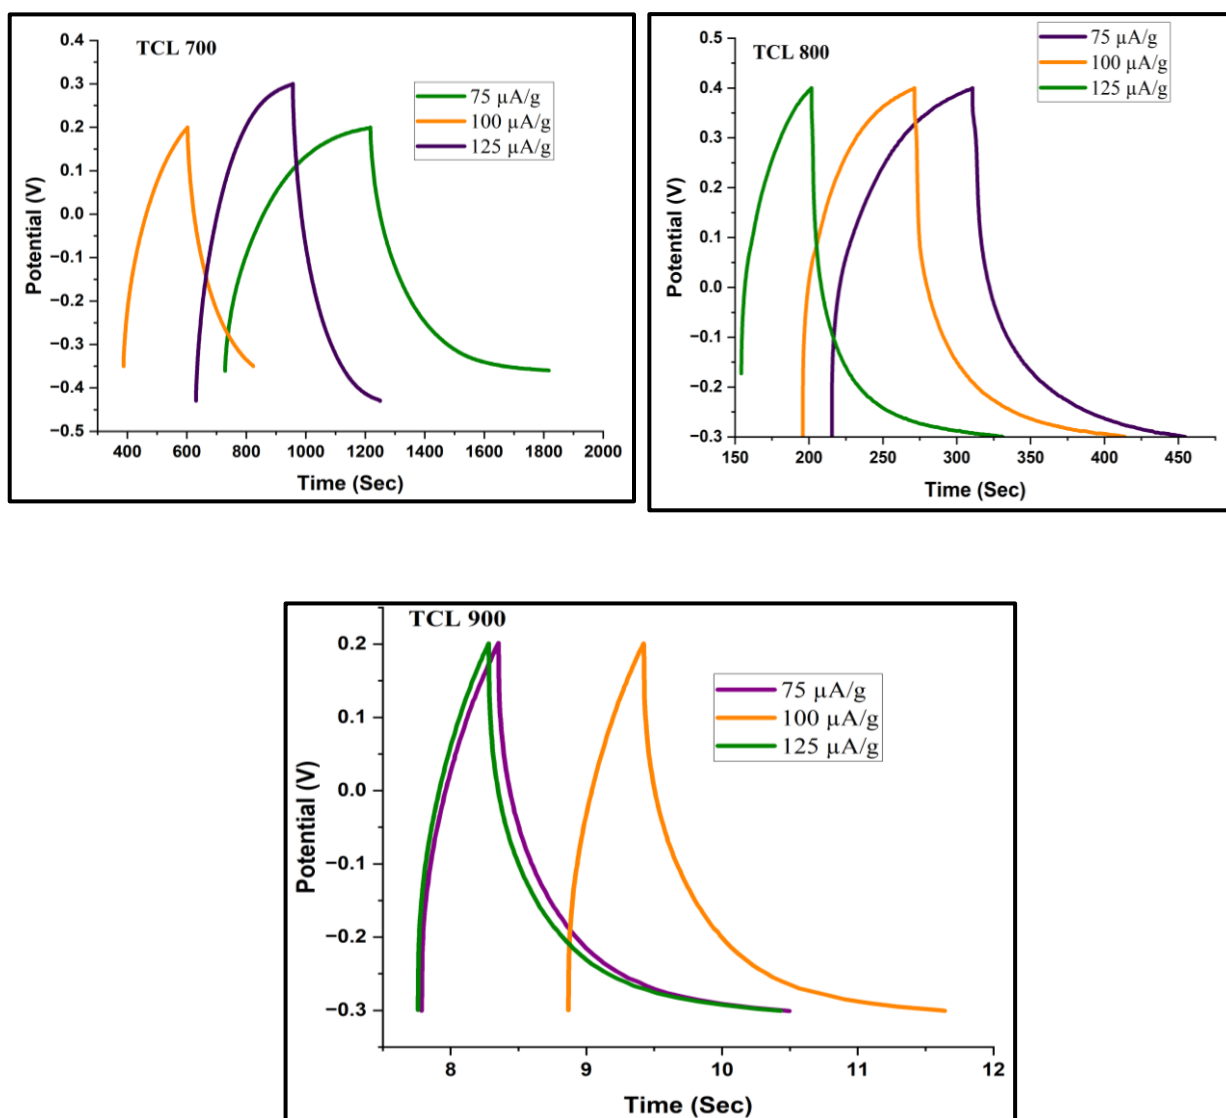 TCL 700
75 µA/g
100 µA/g
125 µA/g
0.4
0.3
0.2
0.1
0.0
−0.1
−0.2
−0.3
−0.4
−0.5
Potential (V)
400 600 800 1000 1200 1400 1600 1800 2000
Time (Sec)
TCL 800
75 µA/g
100 µA/g
125 µA/g
0.5
0.4
0.3
0.2
0.1
0.0
−0.1
−0.2
−0.3
Potential (V)
150 200 250 300 350 400 450
Time (Sec)
TCL 900
75 µA/g
100 µA/g
125 µA/g
0.2
0.1
0.0
−0.1
−0.2
−0.3
Potential (V)
8 9 10 11 12
Time (Sec)